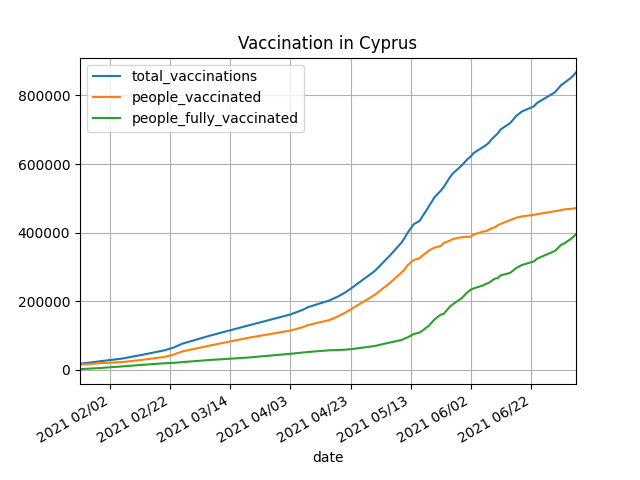 Vaccination in Cyprus
total_vaccinations
people_vaccinated
people_fully_vaccinated
800000
600000
400000
200000
0
2021 02/02
2021 02/22
2021 03/14
2021 04/03
2021 04/23
2021 05/13
2021 06/02
2021 06/22
date